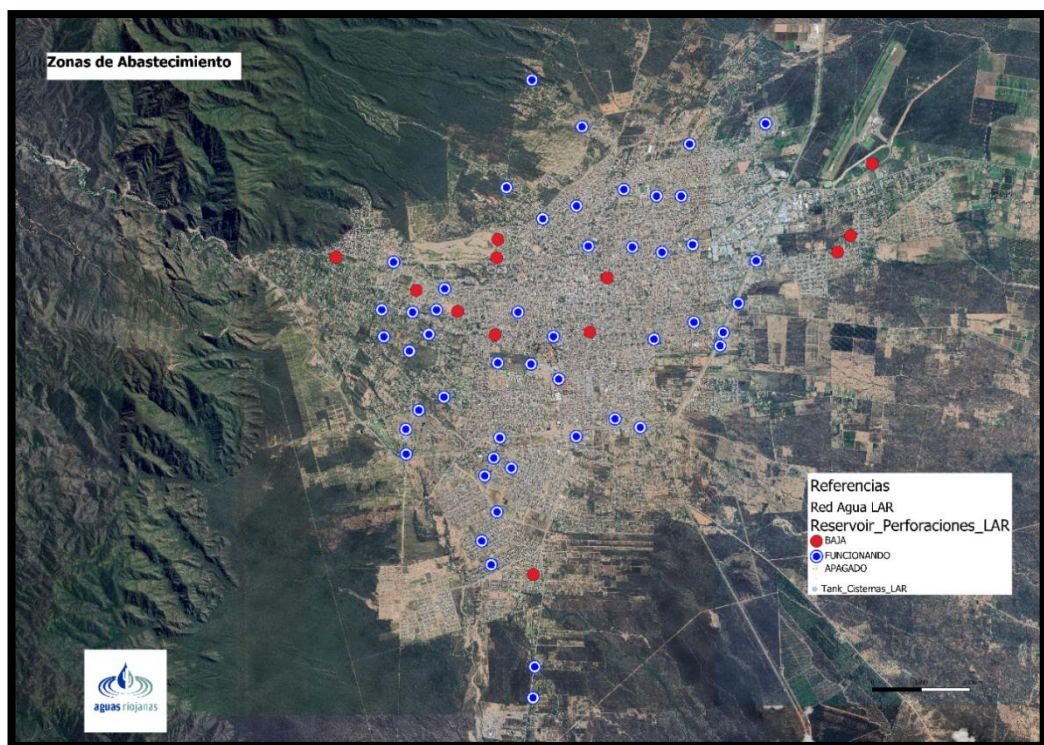 Zonas de Abastecimiento
Referencias
Red Agua LAR
Reservoir_Perforaciones_LAR
BAJA
FUNCIONANDO
APAGADO
Tank_Cisternas_LAR
aguas riojanas